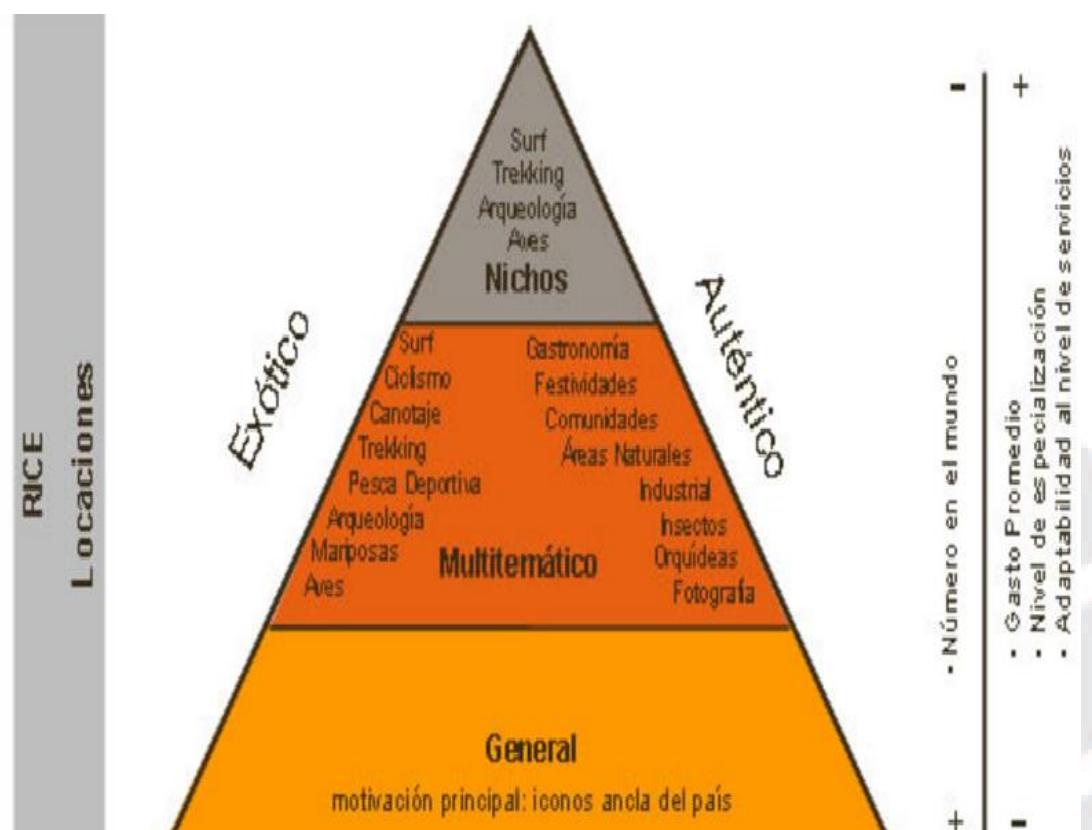 RICE
Locaciones
Exótico
Auténtico
Surf
Trekking
Arqueología
Aves
Nichos
Surf
Ciclismo
Canotaje
Trekking
Pesca Deportiva
Arqueología
Mariposas
Aves
Gastronomía
Festividades
Comunidades
Áreas Naturales
Industrial
Insectos
Orquídeas
Fotografía
Multitemático
General
motivación principal: iconos ancla del país
-
- Número en el mundo
+
+
- Gasto Promedio
- Nivel de especialización
- Adaptabilidad al nivel de servicios
-